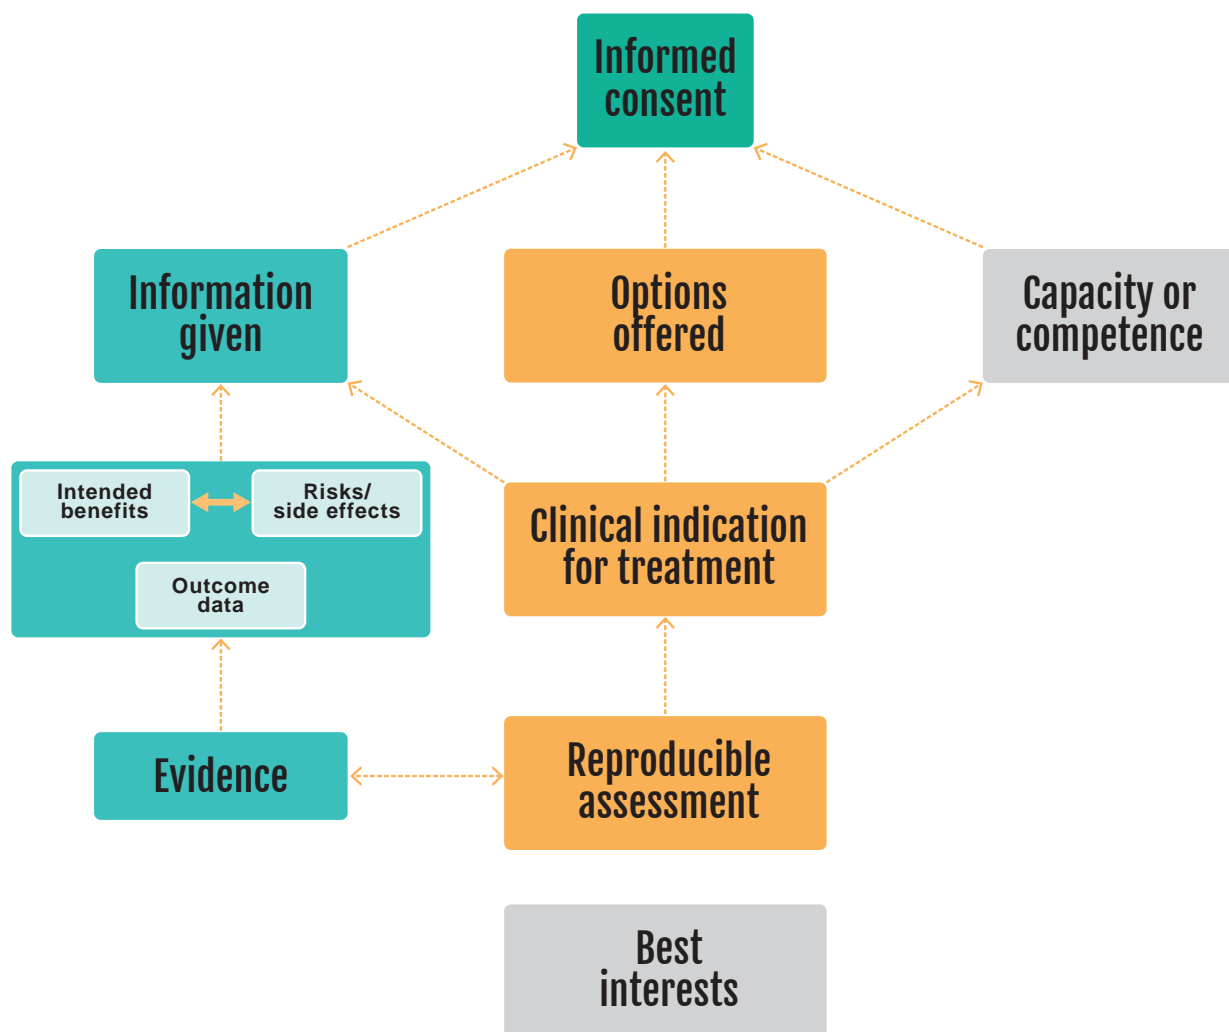 Informed
consent
Information
given
Options
offered
Capacity or
competence
Intended
benefits
Risks/
side effects
Outcome
data
Clinical indication
for treatment
Evidence
Reproducible
assessment
Best
interests